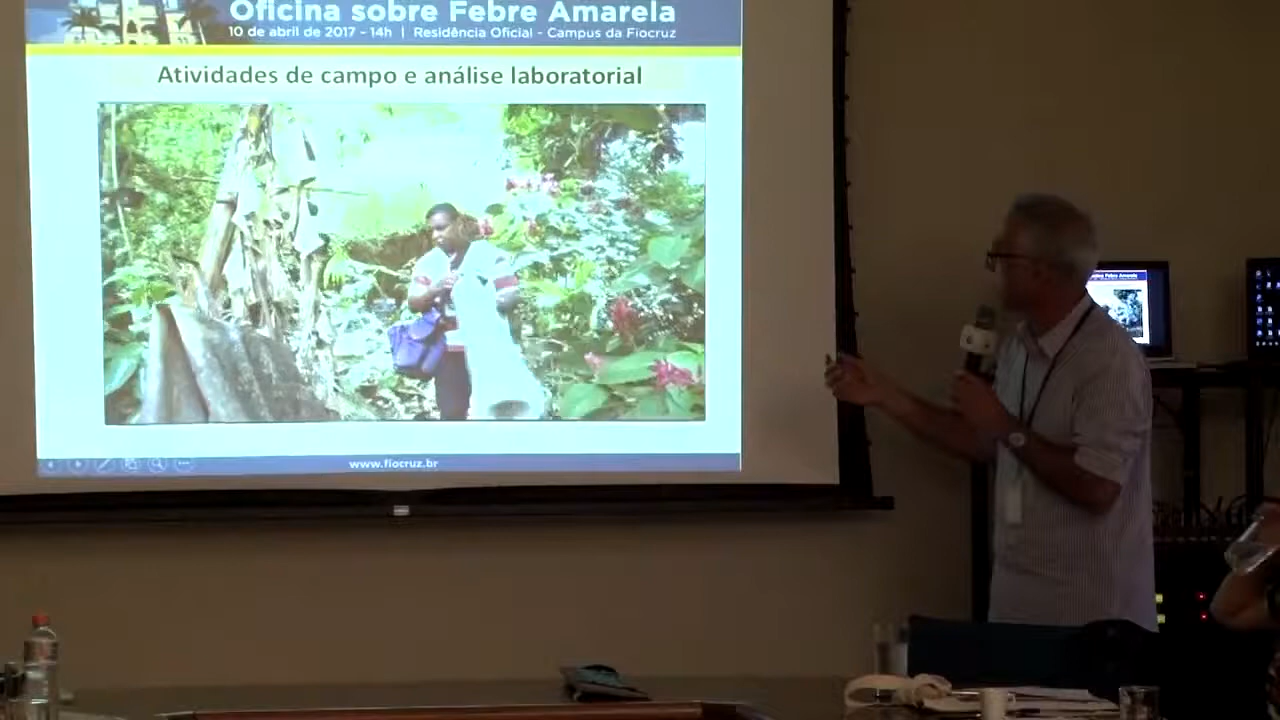 Oficina sobre Febre Amarela
10 de abril de 2017 - 14h | Residência Oficial - Campus da Fiocruz
Atividades de campo e análise laboratorial
www.fiocruz.br